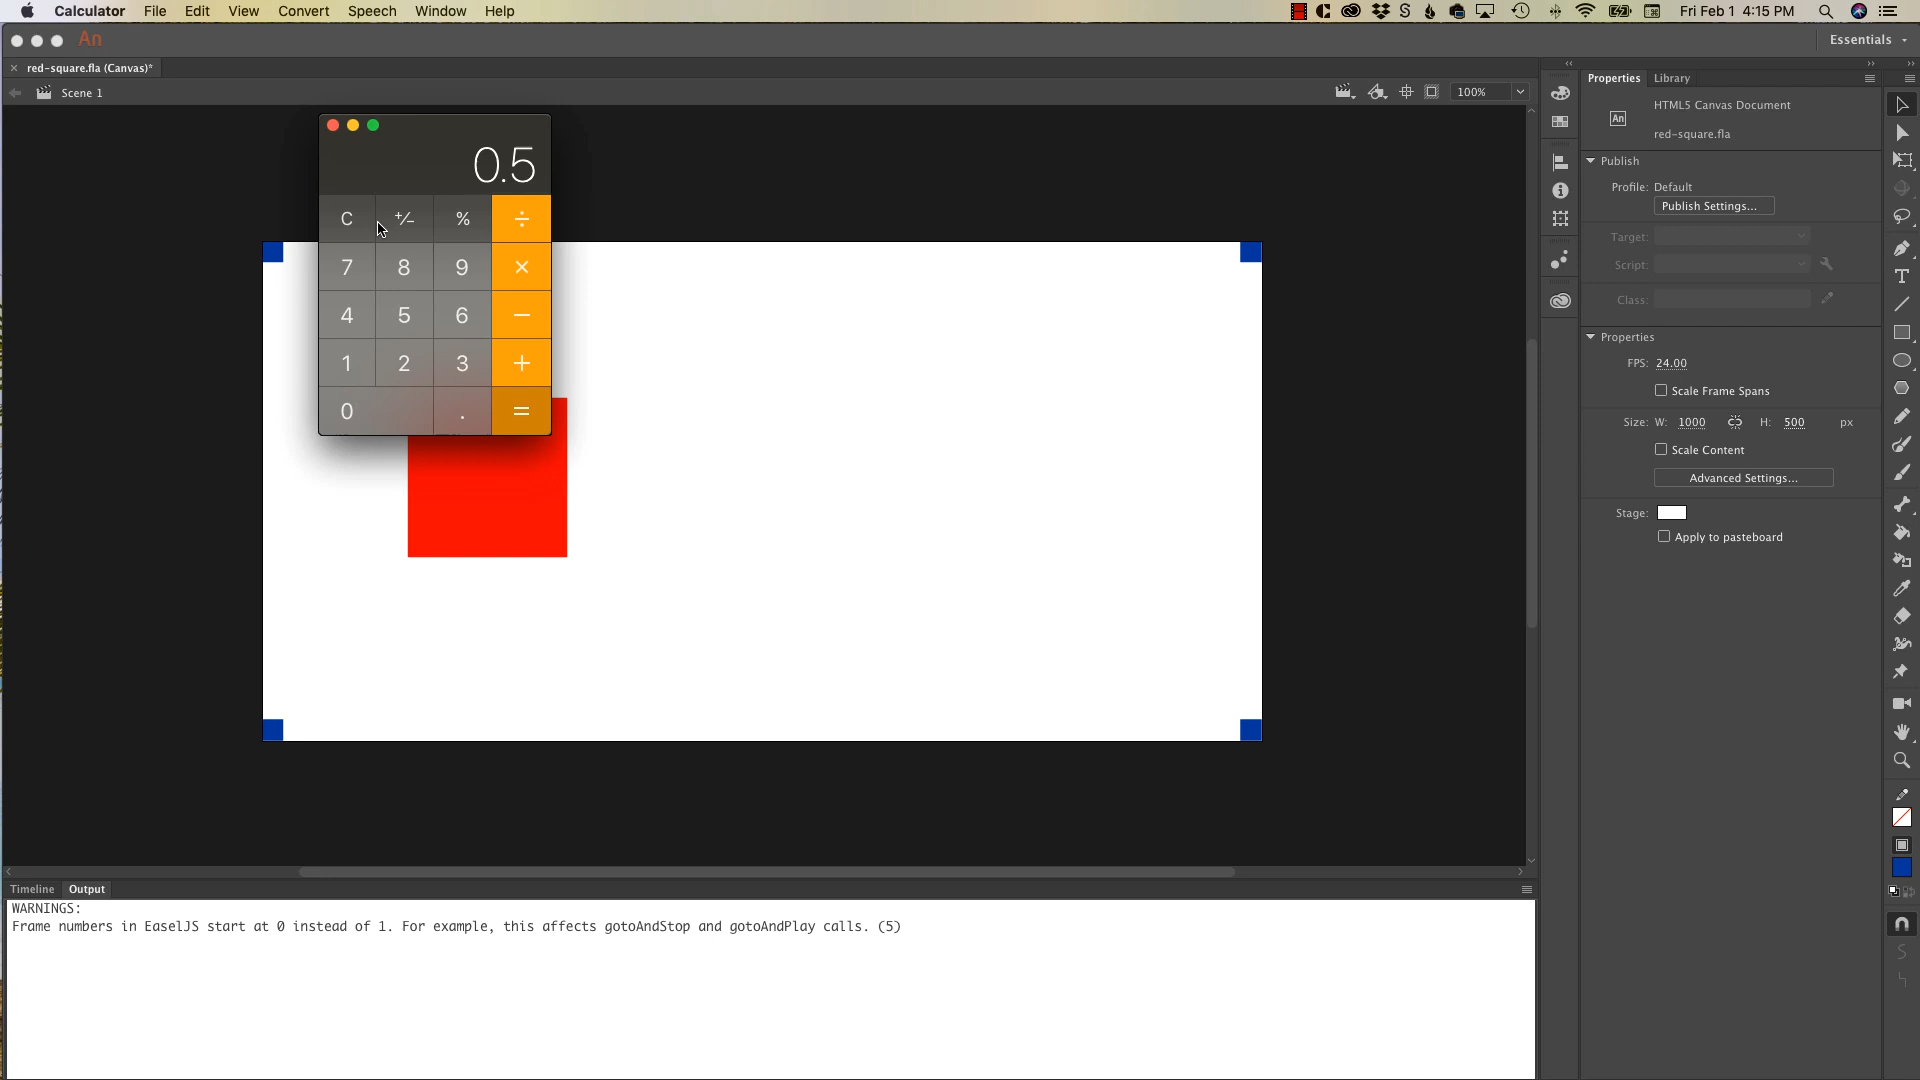 Calculator File Edit View Convert Speech Window Help
Fri Feb 1 4:15 PM
An
Essentials
red-square.fla (Canvas)*
Scene 1
100%
0.5
C +/− % ÷
7 8 9 ×
4 5 6 −
1 2 3 +
0 . =
Properties Library
An
HTML5 Canvas Document
red-square.fla
Publish
Profile: Default
Publish Settings...
Target:
Script:
Class:
Properties
FPS: 24.00
Scale Frame Spans
Size: W: 1000 H: 500 px
Scale Content
Advanced Settings...
Stage:
Apply to pasteboard
Timeline Output
WARNINGS:
Frame numbers in EaselJS start at 0 instead of 1. For example, this affects gotoAndStop and gotoAndPlay calls. (5)